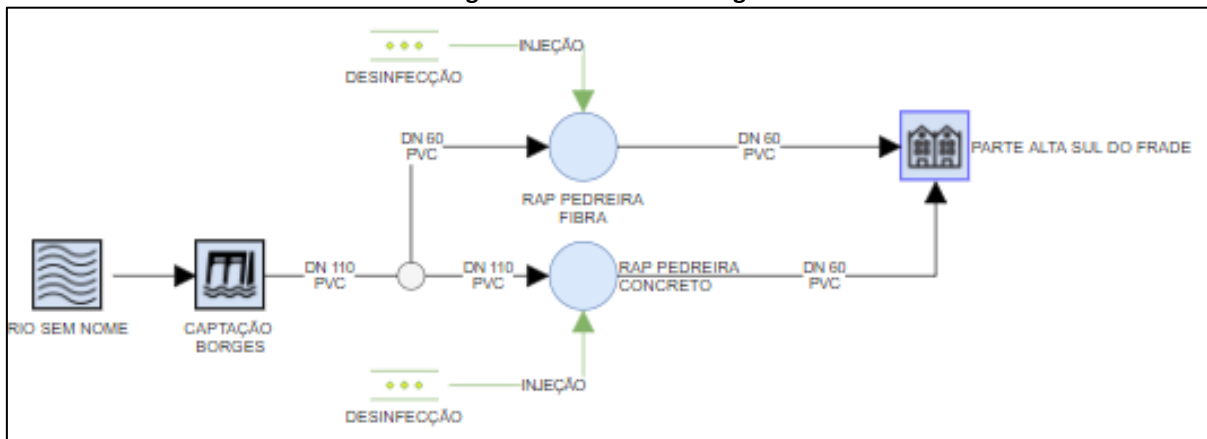 INJEÇÃO
DESINFECÇÃO
DN 60
PVC
DN 60
PVC
PARTE ALTA SUL DO FRADE
RAP PEDREIRA
FIBRA
DN 110
PVC
DN 110
PVC
RAP PEDREIRA
CONCRETO
DN 60
PVC
RIO SEM NOME
CAPTAÇÃO
BORGES
INJEÇÃO
DESINFECÇÃO